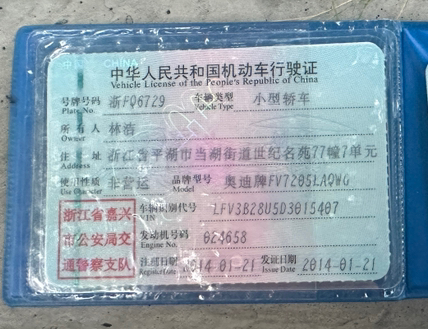 中华人民共和国机动车行驶证
Vehicle License of the People's Republic of China
号牌号码 浙FQ6729 车辆类型 小型轿车
Plate No. Vehicle Type
所有人 林浩
Owner
住址 浙江省平湖市当湖街道世纪名苑77幢7单元
Address
使用性质 非营运 品牌型号 奥迪牌FV7205LAQWG
Use Character Model
浙江省嘉兴 车辆识别代号 LFV3B28U5D3015407
VIN
市公安局交 发动机号码 024658
Engine No.
通警察支队 注册日期 2014-01-21 发证日期 2014-01-21
Register Date Issue Date